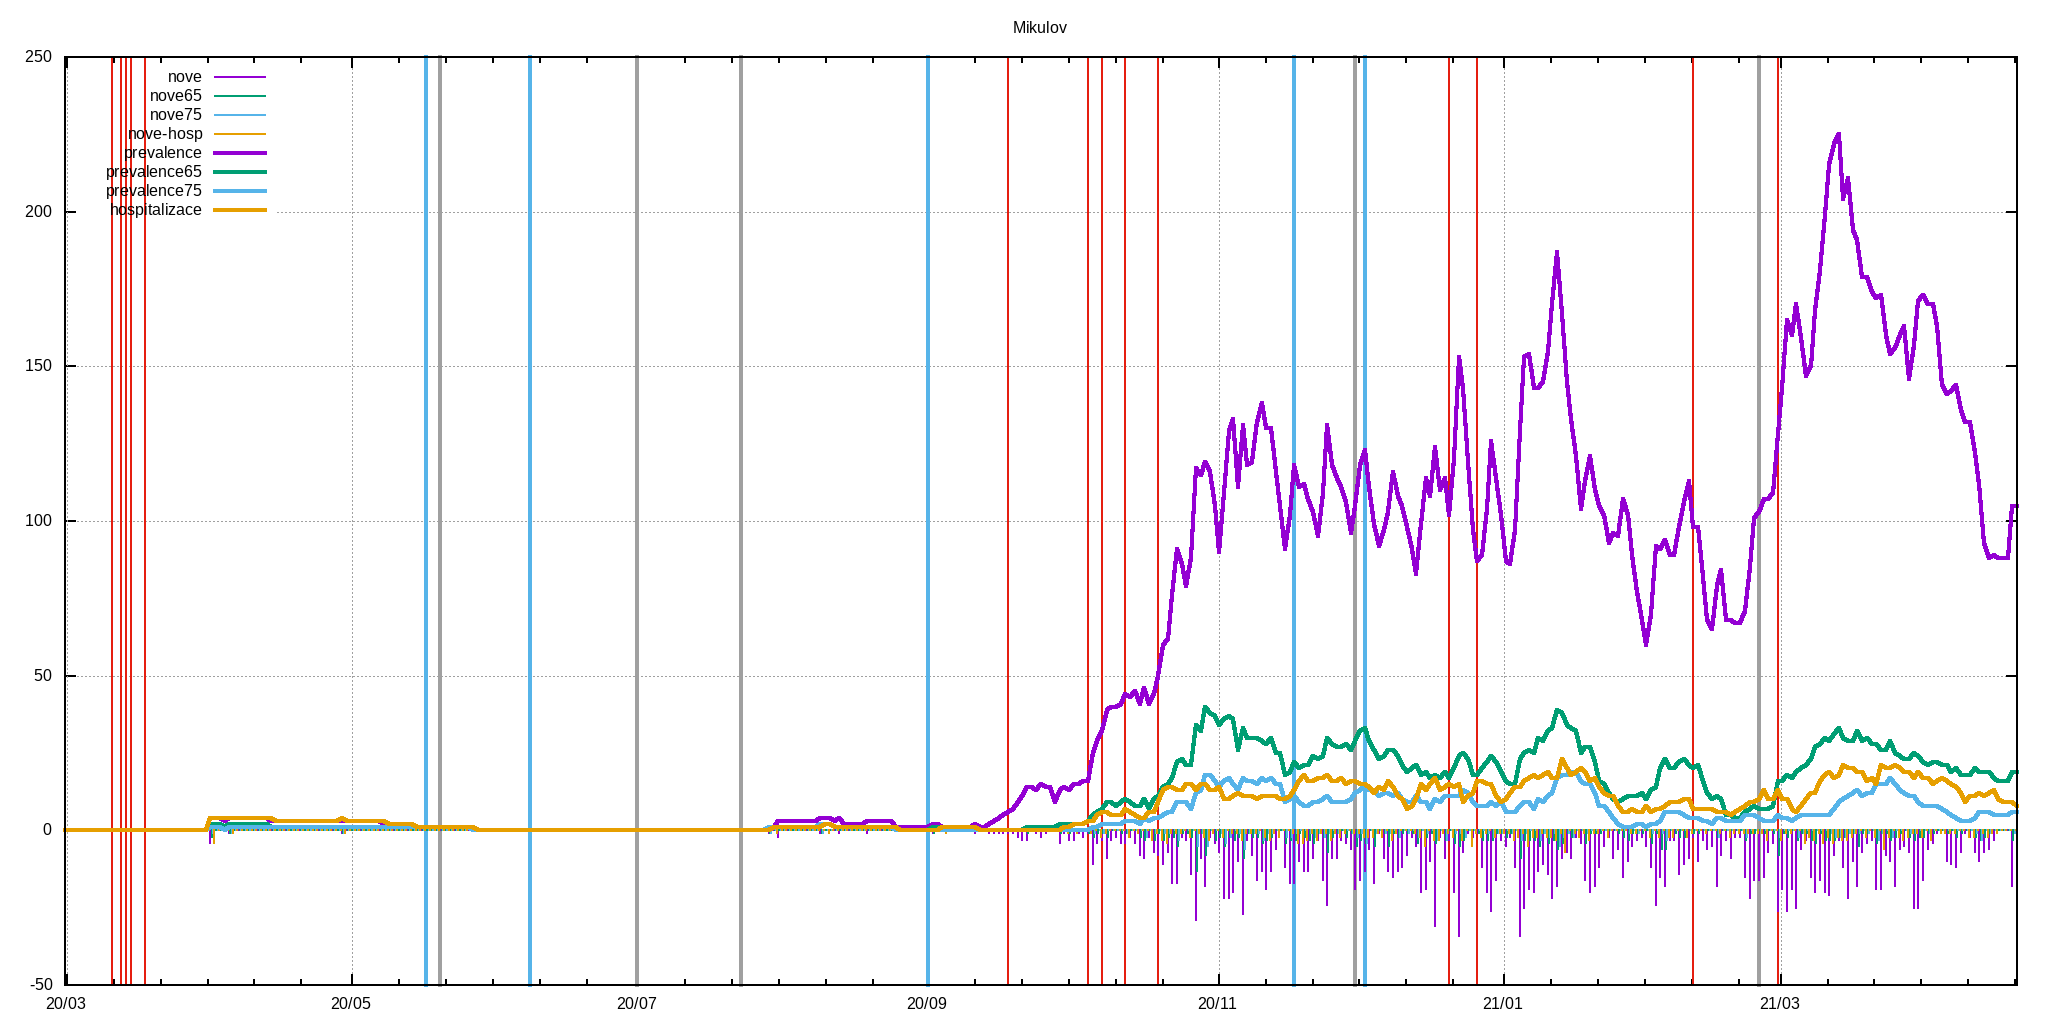 Mikulov
250
nove
nove65
nove75
nove-hosp
prevalence
prevalence65
prevalence75
hospitalizace
200
150
100
50
0
-50
20/03 20/05 20/07 20/09 20/11 21/01 21/03